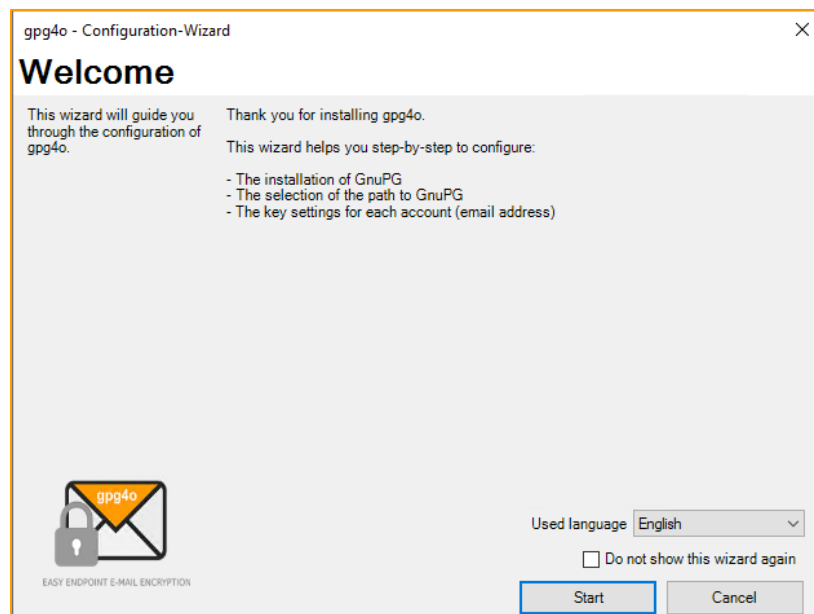 gpg4o - Configuration-Wizard
Welcome
This wizard will guide you
through the configuration of
gpg4o.
Thank you for installing gpg4o.
This wizard helps you step-by-step to configure:
- The installation of GnuPG
- The selection of the path to GnuPG
- The key settings for each account (email address)
gpg4o
EASY ENDPOINT E-MAIL ENCRYPTION
Used language English
Do not show this wizard again
Start Cancel